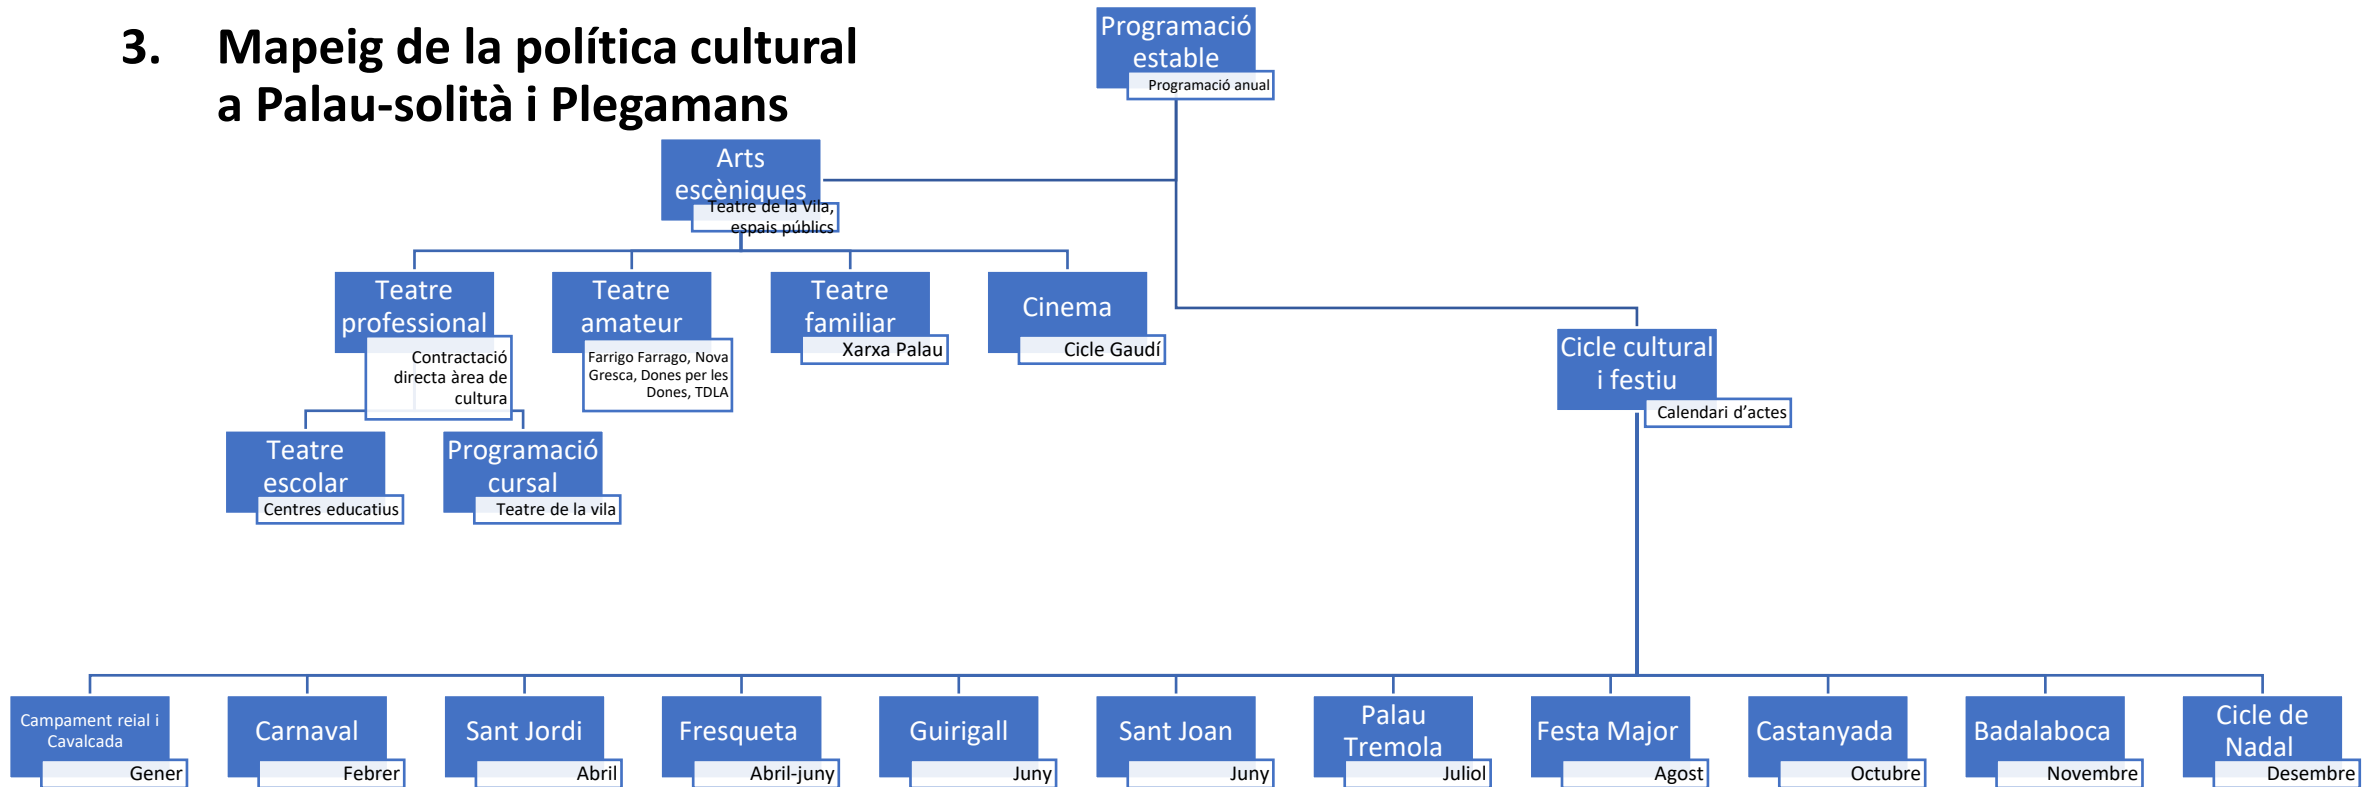 3. Mapeig de la política cultural
a Palau-solità i Plegamans
Programació
estable
Programació anual
Arts
escèniques
Teatre de la Vila,
espais públics
Teatre
professional
Contractació
directa àrea de
cultura
Teatre
amateur
Farrigo Farrago, Nova
Gresca, Dones per les
Dones, TDLA
Teatre
familiar
Xarxa Palau
Cinema
Cicle Gaudí
Teatre
escolar
Centres educatius
Programació
cursal
Teatre de la vila
Cicle cultural
i festiu
Calendari d’actes
Campament reial i
Cavalcada
Gener
Carnaval
Febrer
Sant Jordi
Abril
Fresqueta
Abril-juny
Guirigall
Juny
Sant Joan
Juny
Palau
Tremola
Juliol
Festa Major
Agost
Castanyada
Octubre
Badalaboca
Novembre
Cicle de
Nadal
Desembre